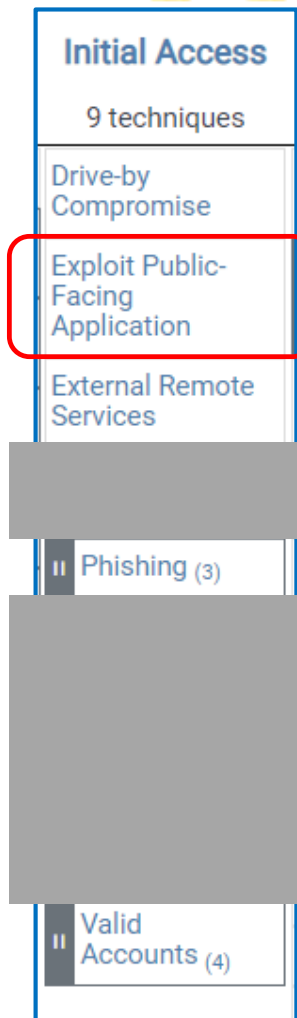 Initial Access
9 techniques
Drive-by
Compromise
Exploit Public-
Facing
Application
External Remote
Services
Phishing (3)
Valid
Accounts (4)